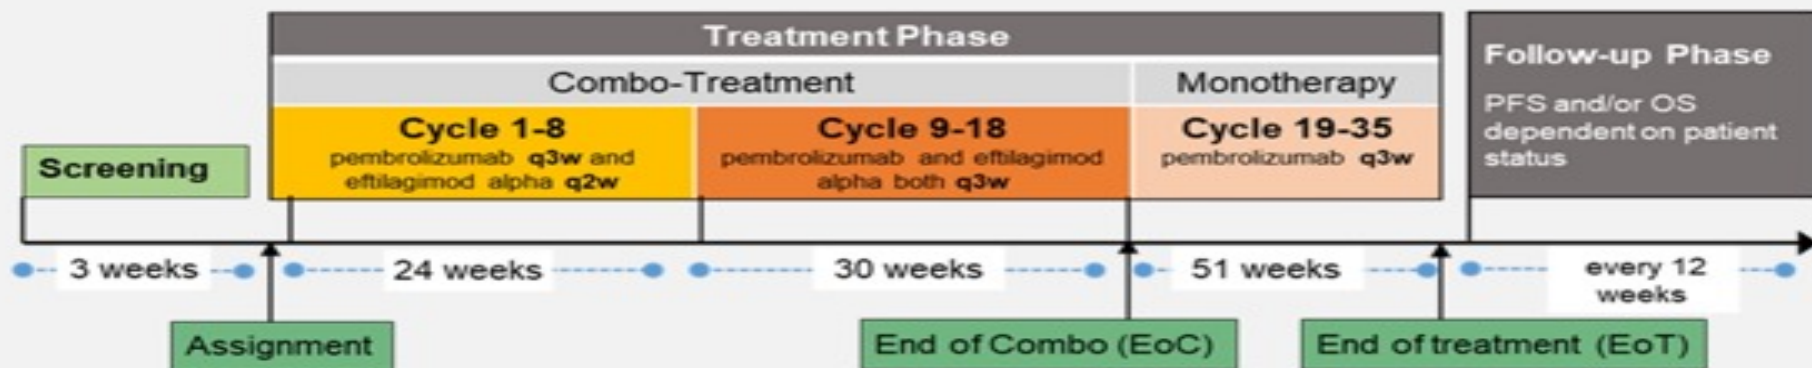 Treatment Phase
Combo-Treatment
Monotherapy
Follow-up Phase
PFS and/or OS
dependent on patient
status
Screening
Cycle 1-8
pembrolizumab q3w and
eftilagimod alpha q2w
Cycle 9-18
pembrolizumab and eftilagimod
alpha both q3w
Cycle 19-35
pembrolizumab q3w
3 weeks
24 weeks
30 weeks
51 weeks
every 12
weeks
Assignment
End of Combo (EoC)
End of treatment (EoT)